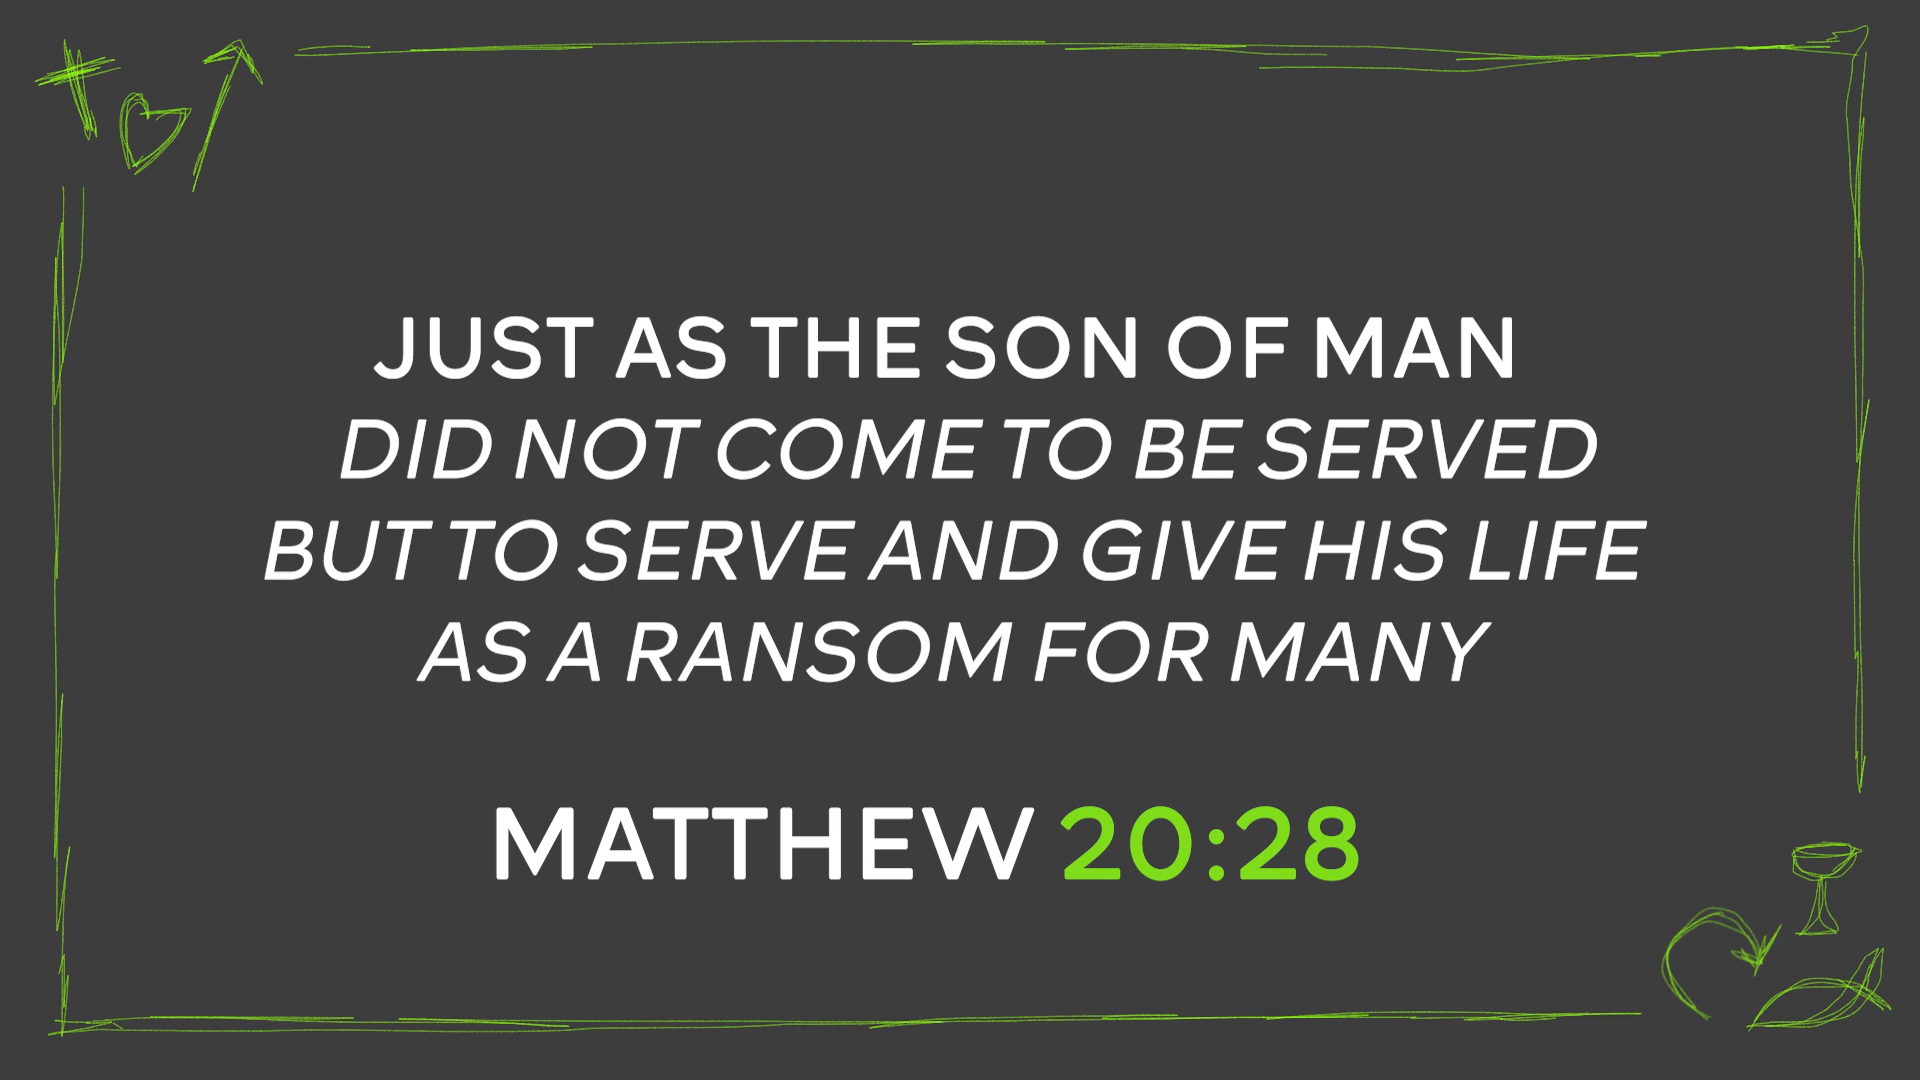 JUST AS THE SON OF MAN
DID NOT COME TO BE SERVED
BUT TO SERVE AND GIVE HIS LIFE
AS A RANSOM FOR MANY
MATTHEW 20:28